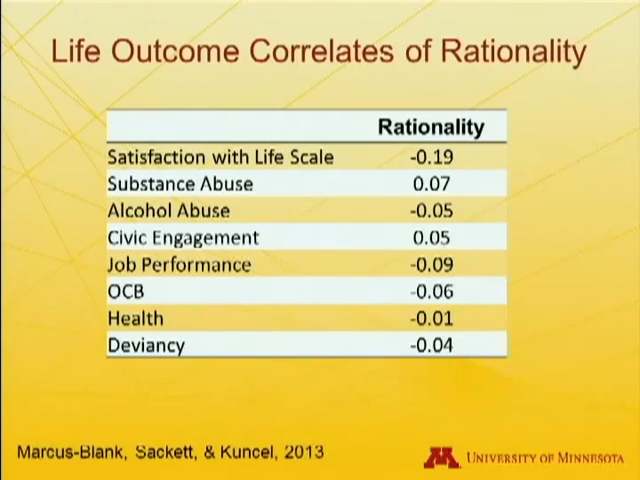 Life Outcome Correlates of Rationality
Rationality
Satisfaction with Life Scale -0.19
Substance Abuse 0.07
Alcohol Abuse -0.05
Civic Engagement 0.05
Job Performance -0.09
OCB -0.06
Health -0.01
Deviancy -0.04
Marcus-Blank, Sackett, & Kuncel, 2013
M UNIVERSITY OF MINNESOTA